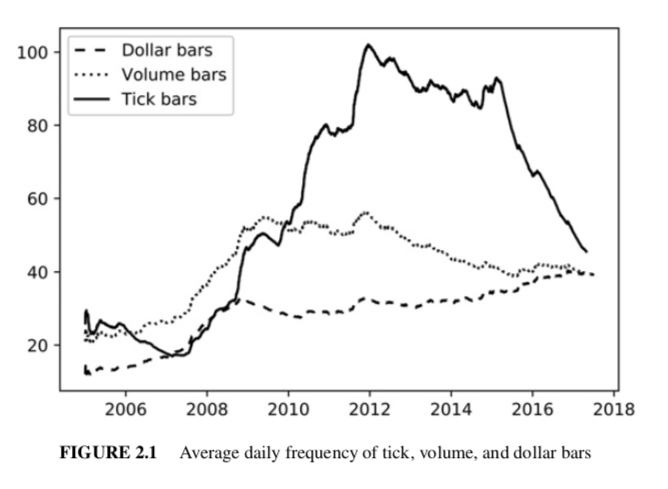 100
80
60
40
20
Dollar bars
Volume bars
Tick bars
2006 2008 2010 2012 2014 2016 2018
FIGURE 2.1 Average daily frequency of tick, volume, and dollar bars